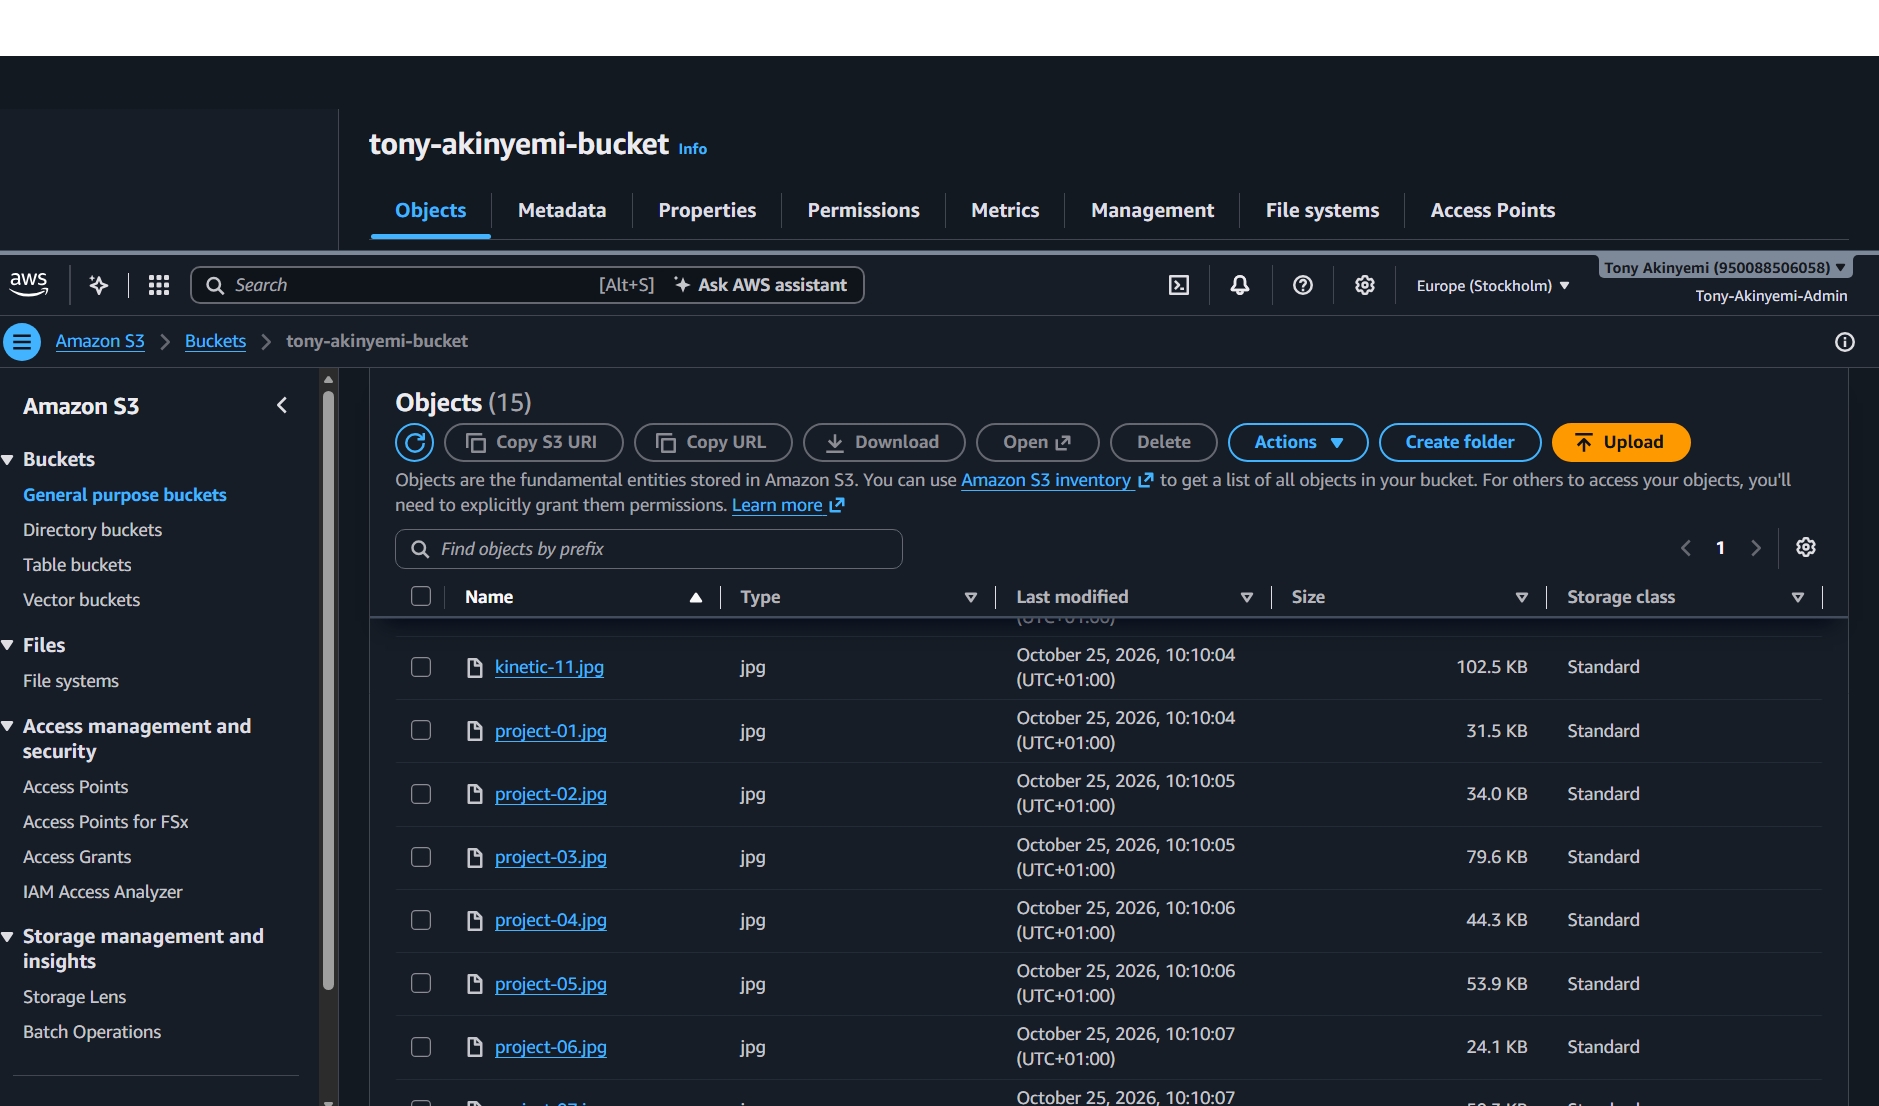 tony-akinyemi-bucket Info
Objects Metadata Properties Permissions Metrics Management File systems Access Points
aws Search [Alt+S] Ask AWS assistant Europe (Stockholm) Tony Akinyemi (950088506058)
Tony-Akinyemi-Admin
Amazon S3 Buckets tony-akinyemi-bucket
Amazon S3
Buckets
General purpose buckets
Directory buckets
Table buckets
Vector buckets
Files
File systems
Access management and
security
Access Points
Access Points for FSx
Access Grants
IAM Access Analyzer
Storage management and
insights
Storage Lens
Batch Operations
Objects (15)
Copy S3 URI Copy URL Download Open Delete Actions Create folder Upload
Objects are the fundamental entities stored in Amazon S3. You can use Amazon S3 inventory to get a list of all objects in your bucket. For others to access your objects, you'll
need to explicitly grant them permissions. Learn more
Find objects by prefix
1
Name Type Last modified Size Storage class
(UTC+01:00)
kinetic-11.jpg jpg October 25, 2026, 10:10:04 102.5 KB Standard
(UTC+01:00)
project-01.jpg jpg October 25, 2026, 10:10:04 31.5 KB Standard
(UTC+01:00)
project-02.jpg jpg October 25, 2026, 10:10:05 34.0 KB Standard
(UTC+01:00)
project-03.jpg jpg October 25, 2026, 10:10:05 79.6 KB Standard
(UTC+01:00)
project-04.jpg jpg October 25, 2026, 10:10:06 44.3 KB Standard
(UTC+01:00)
project-05.jpg jpg October 25, 2026, 10:10:06 53.9 KB Standard
(UTC+01:00)
project-06.jpg jpg October 25, 2026, 10:10:07 24.1 KB Standard
(UTC+01:00)
October 25, 2026, 10:10:07